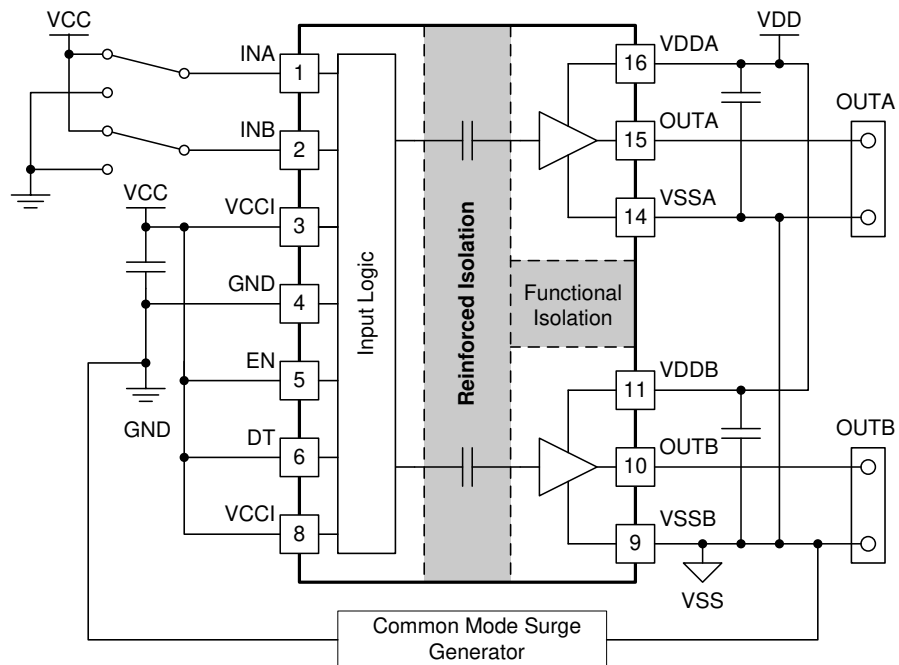 VCC
VDD
INA
1
VDDA
16
OUTA
INB
2
OUTA
15
VCC
VCCI
3
VSSA
14
GND
4
Input Logic
Reinforced Isolation
Functional
Isolation
EN
5
GND
VDDB
11
DT
6
OUTB
10
OUTB
VCCI
8
VSSB
9
VSS
Common Mode Surge
Generator